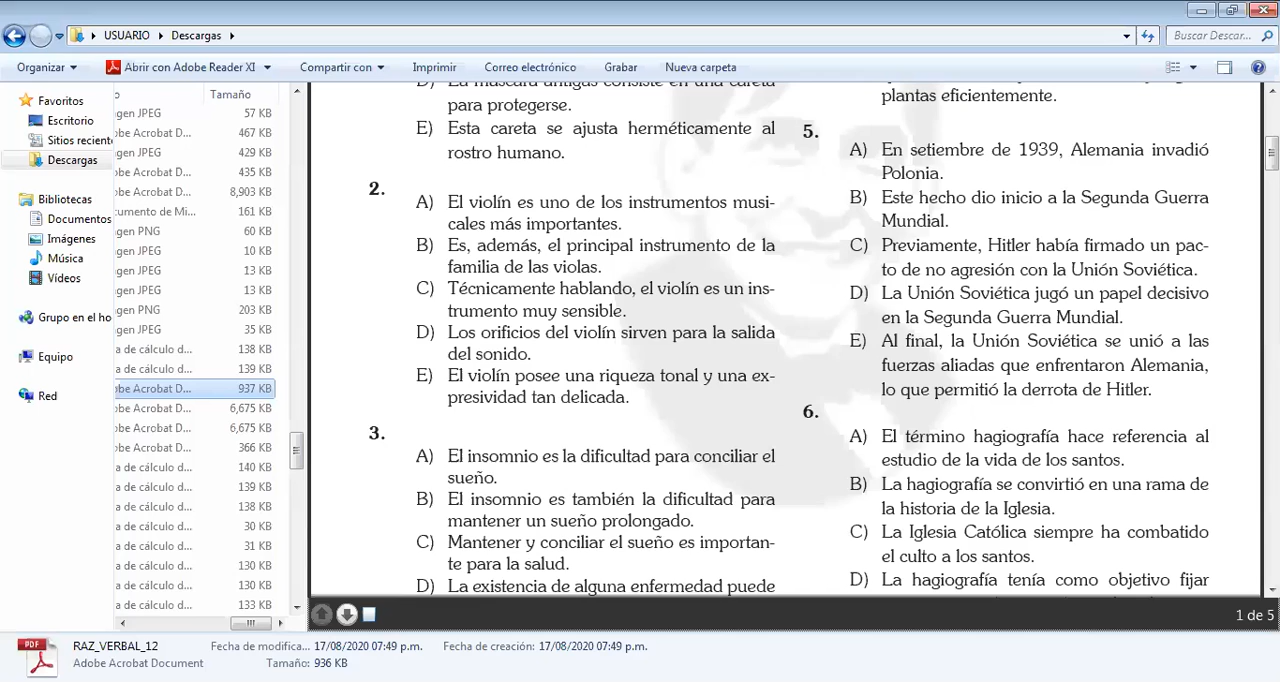 USUARIO
Descargas
Buscar Descar...
Organizar
Abrir con Adobe Reader XI
Compartir con
Imprimir
Correo electrónico
Grabar
Nueva carpeta
Favoritos
Escritorio
Sitios recient
Descargas
Bibliotecas
Documentos
Imágenes
Música
Vídeos
Grupo en el ho
Equipo
Red
o Tamaño
gen JPEG 57 KB
be Acrobat D... 467 KB
gen JPEG 429 KB
be Acrobat D... 435 KB
be Acrobat D... 8,903 KB
umento de Mi... 161 KB
gen PNG 60 KB
gen JPEG 10 KB
gen JPEG 13 KB
gen JPEG 13 KB
gen PNG 203 KB
gen JPEG 35 KB
a de cálculo d... 138 KB
a de cálculo d... 139 KB
be Acrobat D... 937 KB
be Acrobat D... 6,675 KB
be Acrobat D... 6,675 KB
be Acrobat D... 366 KB
a de cálculo d... 140 KB
a de cálculo d... 139 KB
a de cálculo d... 138 KB
a de cálculo d... 30 KB
a de cálculo d... 31 KB
a de cálculo d... 130 KB
a de cálculo d... 130 KB
a de cálculo d... 133 KB
D) La máscara antigás consiste en una careta
para protegerse.
E) Esta careta se ajusta herméticamente al
rostro humano.
2.
A) El violín es uno de los instrumentos musi-
cales más importantes.
B) Es, además, el principal instrumento de la
familia de las violas.
C) Técnicamente hablando, el violín es un ins-
trumento muy sensible.
D) Los orificios del violín sirven para la salida
del sonido.
E) El violín posee una riqueza tonal y una ex-
presividad tan delicada.
3.
A) El insomnio es la dificultad para conciliar el
sueño.
B) El insomnio es también la dificultad para
mantener un sueño prolongado.
C) Mantener y conciliar el sueño es importan-
te para la salud.
D) La existencia de alguna enfermedad puede
plantas eficientemente.
5.
A) En setiembre de 1939, Alemania invadió
Polonia.
B) Este hecho dio inicio a la Segunda Guerra
Mundial.
C) Previamente, Hitler había firmado un pac-
to de no agresión con la Unión Soviética.
D) La Unión Soviética jugó un papel decisivo
en la Segunda Guerra Mundial.
E) Al final, la Unión Soviética se unió a las
fuerzas aliadas que enfrentaron Alemania,
lo que permitió la derrota de Hitler.
6.
A) El término hagiografía hace referencia al
estudio de la vida de los santos.
B) La hagiografía se convirtió en una rama de
la historia de la Iglesia.
C) La Iglesia Católica siempre ha combatido
el culto a los santos.
D) La hagiografía tenía como objetivo fijar
1 de 5
PDF
RAZ_VERBAL_12 Fecha de modifica... 17/08/2020 07:49 p.m. Fecha de creación: 17/08/2020 07:49 p.m.
Adobe Acrobat Document Tamaño: 936 KB